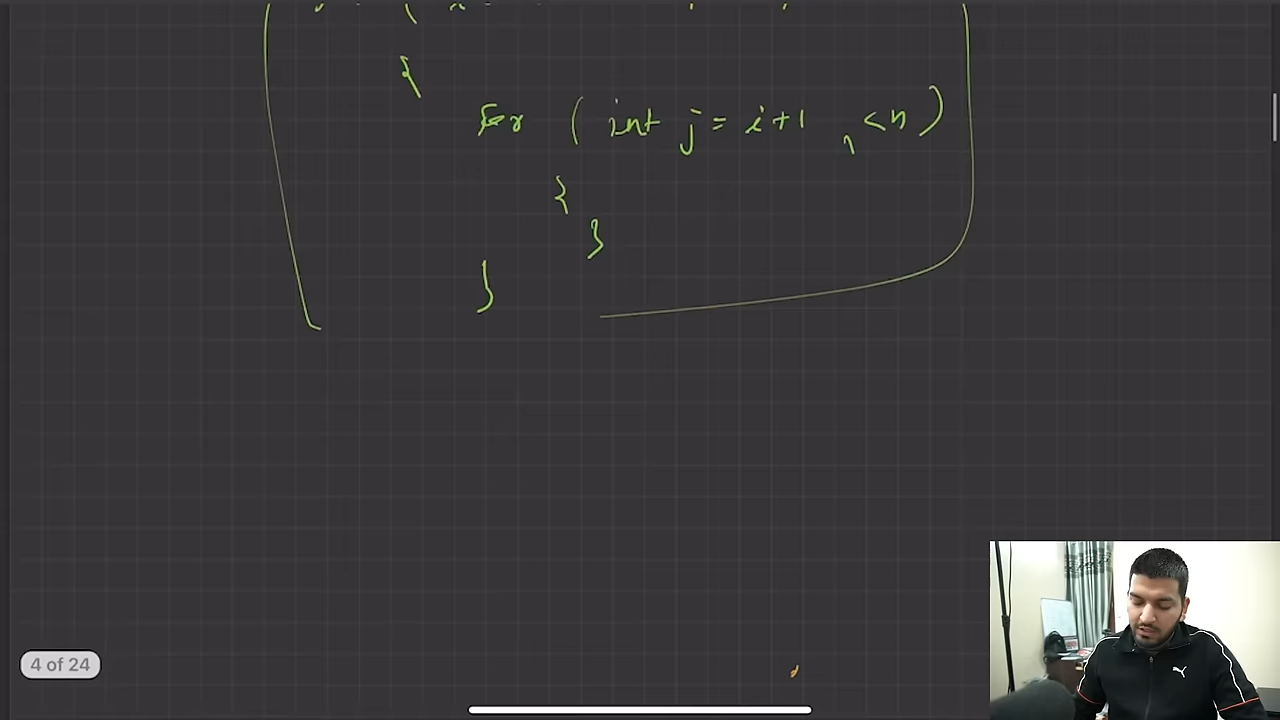 {
for ( int j = i+1 , <n )
{
}
}
4 of 24